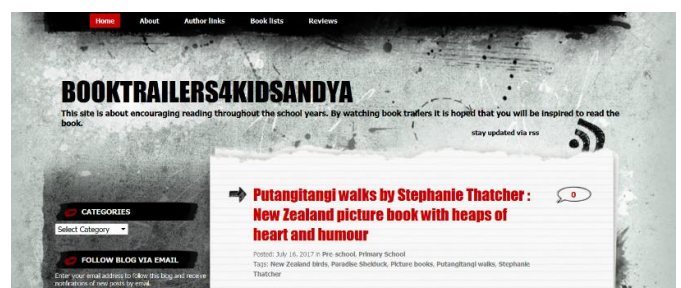 Home About Author links Book lists Reviews
BOOKTRAILERS4KIDSANDYA
This site is about encouraging reading throughout the school years. By watching book trailers it is hoped that you will be inspired to read the
book.
stay updated via rss
Putangitangi walks by Stephanie Thatcher :
New Zealand picture book with heaps of
heart and humour
0
Posted: July 16, 2017 in Pre-school, Primary School
Tags: New Zealand birds, Paradise Shelduck, Picture books, Putangitangi walks, Stephanie
Thatcher
CATEGORIES
Select Category
FOLLOW BLOG VIA EMAIL
Enter your email address to follow this blog and receive
notifications of new posts by email.